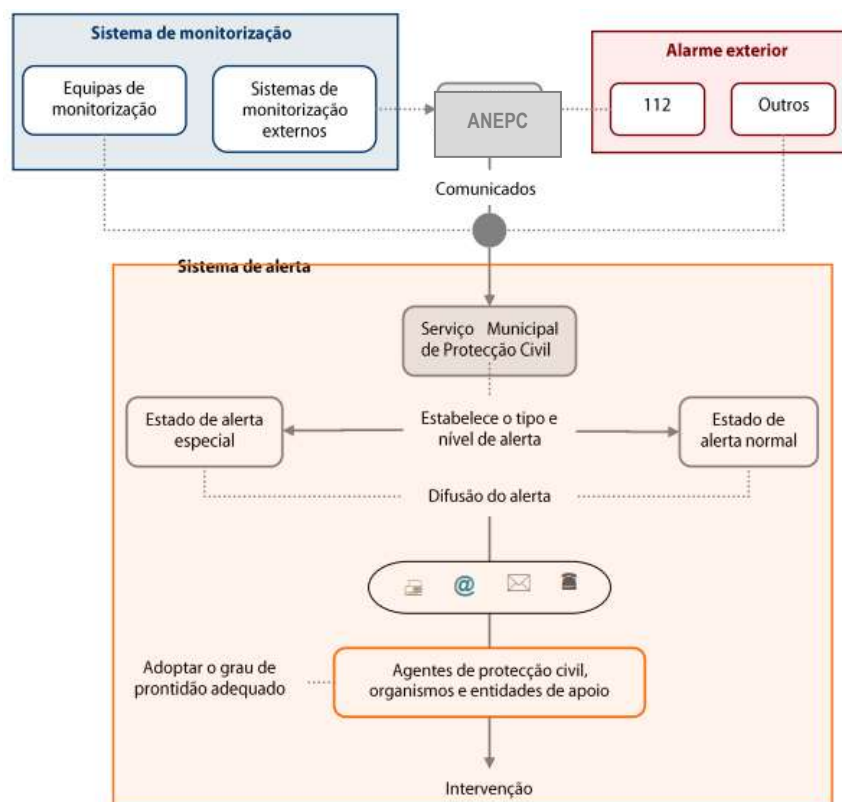 Sistema de monitorização
Equipas de
monitorização
Sistemas de
monitorização
externos
ANEPC
Alarme exterior
112
Outros
Comunicados
Sistema de alerta
Serviço Municipal
de Protecção Civil
Estado de alerta
especial
Estabelece o tipo e
nível de alerta
Estado de
alerta normal
Difusão do alerta
@
Adoptar o grau de
prontidão adequado
Agentes de protecção civil,
organismos e entidades de apoio
Intervenção